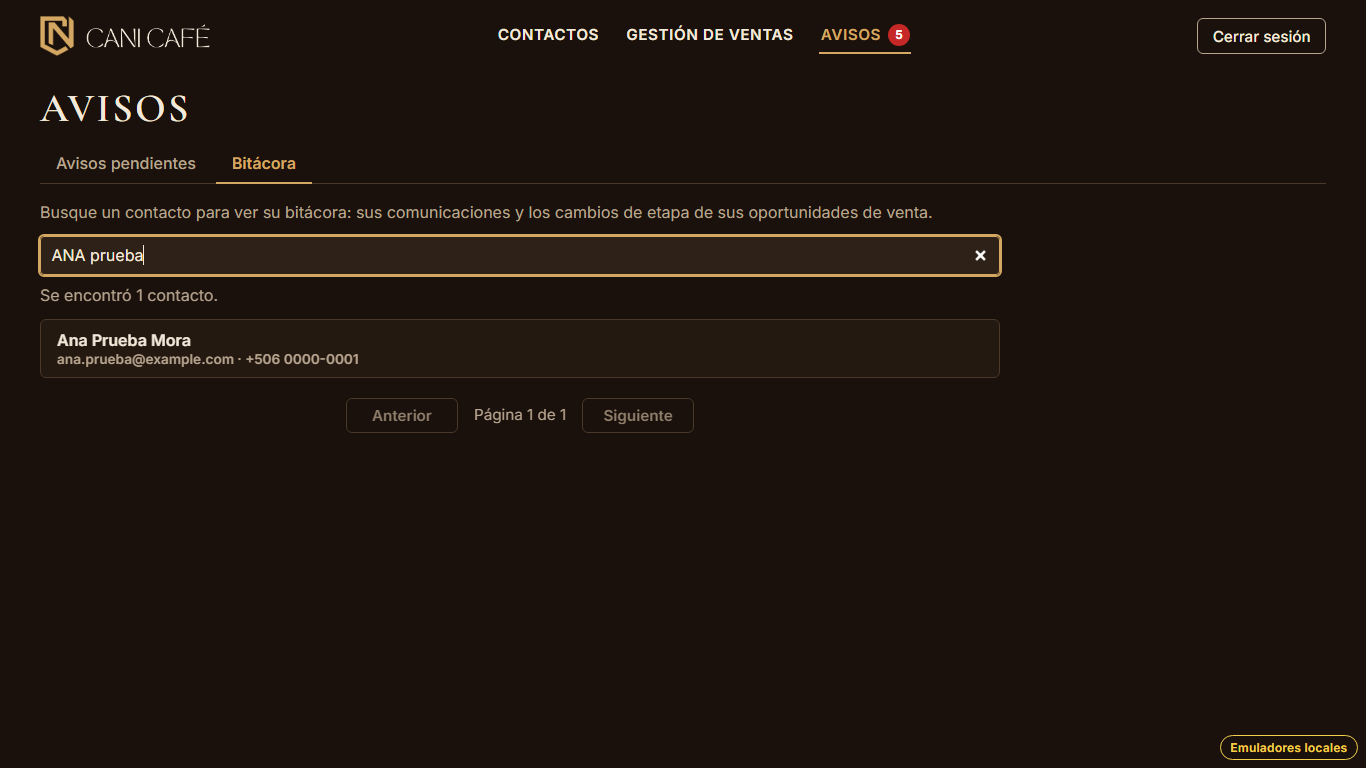 CANI CAFÉ
CONTACTOS
GESTIÓN DE VENTAS
AVISOS 5
Cerrar sesión
AVISOS
Avisos pendientes
Bitácora
Busque un contacto para ver su bitácora: sus comunicaciones y los cambios de etapa de sus oportunidades de venta.
ANA prueba
Se encontró 1 contacto.
Ana Prueba Mora
ana.prueba@example.com · +506 0000-0001
Anterior
Página 1 de 1
Siguiente
Emuladores locales